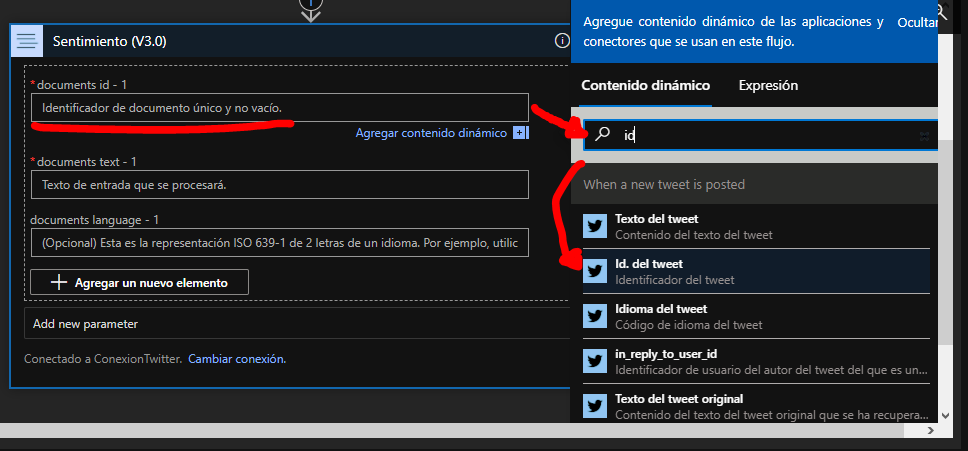 Sentimiento (V3.0)
* documents id - 1
Identificador de documento único y no vacío.
Agregar contenido dinámico
* documents text - 1
Texto de entrada que se procesará.
documents language - 1
(Opcional) Esta es la representación ISO 639-1 de 2 letras de un idioma. Por ejemplo, utilic
Agregar un nuevo elemento
Add new parameter
Conectado a ConexionTwitter. Cambiar conexión.
Agregue contenido dinámico de las aplicaciones y
conectores que se usan en este flujo.
Ocultar
Contenido dinámico
Expresión
id
When a new tweet is posted
Texto del tweet
Contenido del texto del tweet
Id. del tweet
Identificador del tweet
Idioma del tweet
Código de idioma del tweet
in_reply_to_user_id
Identificador de usuario del autor del tweet del que es un...
Texto del tweet original
Contenido del texto del tweet original que se ha recupera...